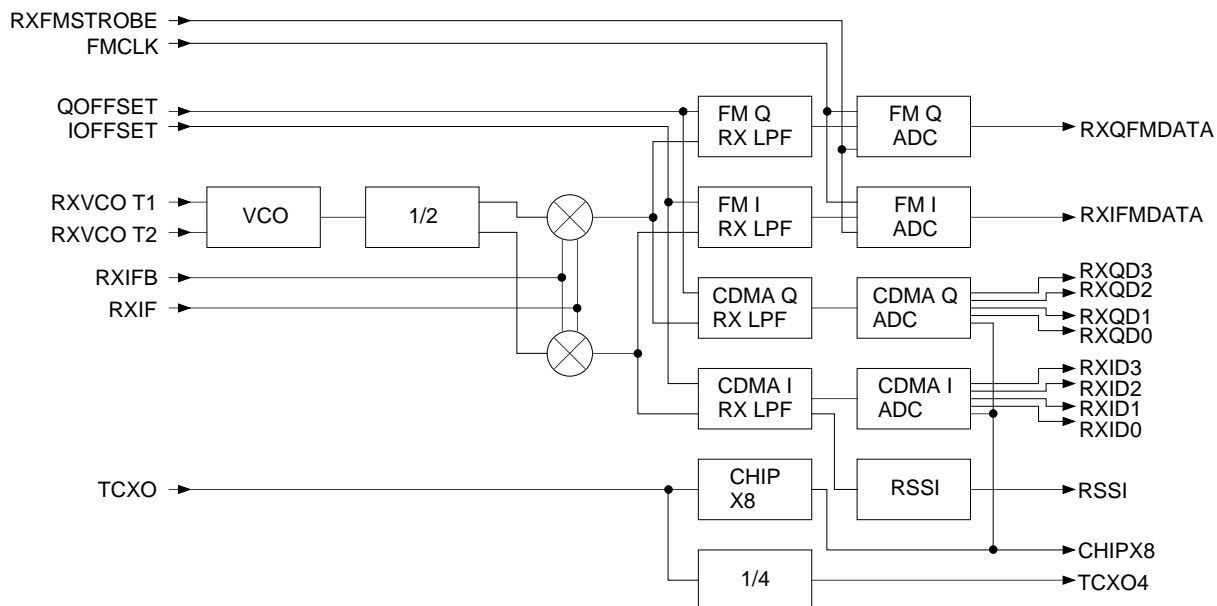 RXFMSTROBE
FMCLK
QOFFSET
IOFFSET
RXVCO T1
RXVCO T2
RXIFB
RXIF
TCXO
VCO
1/2
FM Q
RX LPF
FM I
RX LPF
CDMA Q
RX LPF
CDMA I
RX LPF
CHIP
X8
1/4
FM Q
ADC
FM I
ADC
CDMA Q
ADC
CDMA I
ADC
RSSI
RXQFMDATA
RXIFMDATA
RXQD3
RXQD2
RXQD1
RXQD0
RXID3
RXID2
RXID1
RXID0
RSSI
CHIPX8
TCXO4